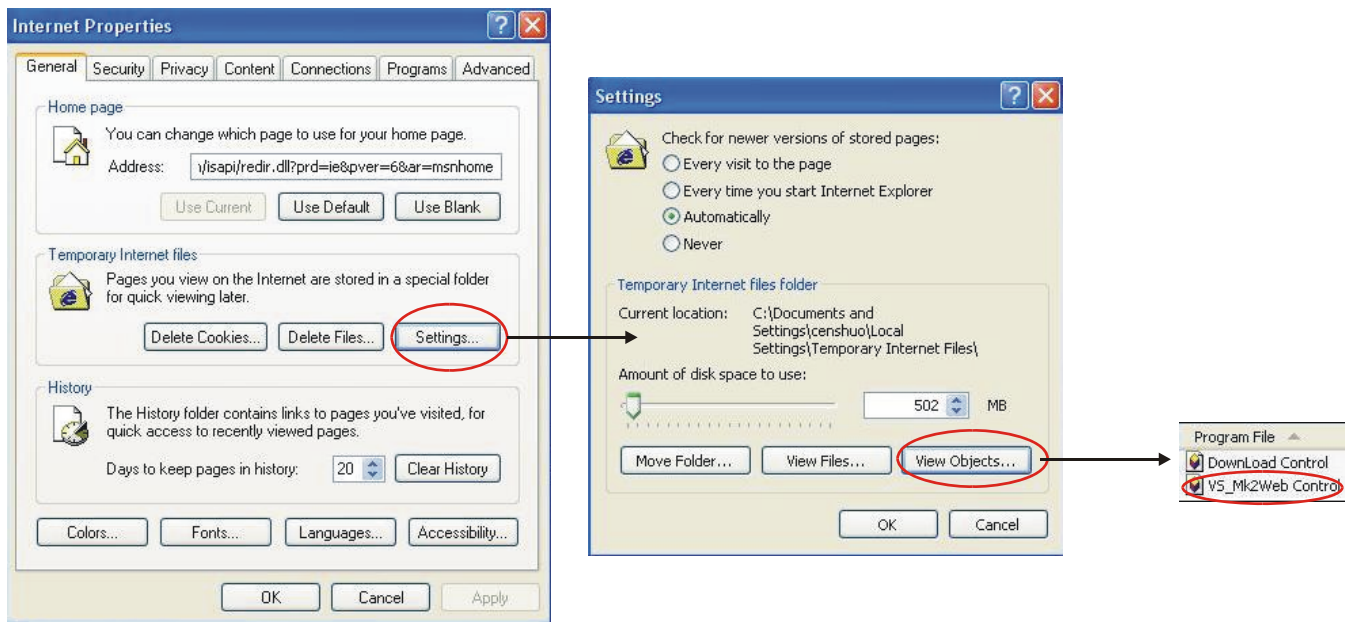 Internet Properties
General Security Privacy Content Connections Programs Advanced
Home page
You can change which page to use for your home page.
Address: /isapi/redir.dll?prd=ie&pver=6&ar=msnhome
Use Current Use Default Use Blank
Temporary Internet files
Pages you view on the Internet are stored in a special folder
for quick viewing later.
Delete Cookies... Delete Files... Settings...
History
The History folder contains links to pages you've visited, for
quick access to recently viewed pages.
Days to keep pages in history: 20 Clear History
Colors... Fonts... Languages... Accessibility...
OK Cancel Apply
Settings
Check for newer versions of stored pages:
Every visit to the page
Every time you start Internet Explorer
Automatically
Never
Temporary Internet files folder
Current location: C:\Documents and
Settings\censhuo\Local
Settings\Temporary Internet Files\
Amount of disk space to use:
502 MB
Move Folder... View Files... View Objects...
OK Cancel
Program File
DownLoad Control
VS_Mk2Web Control